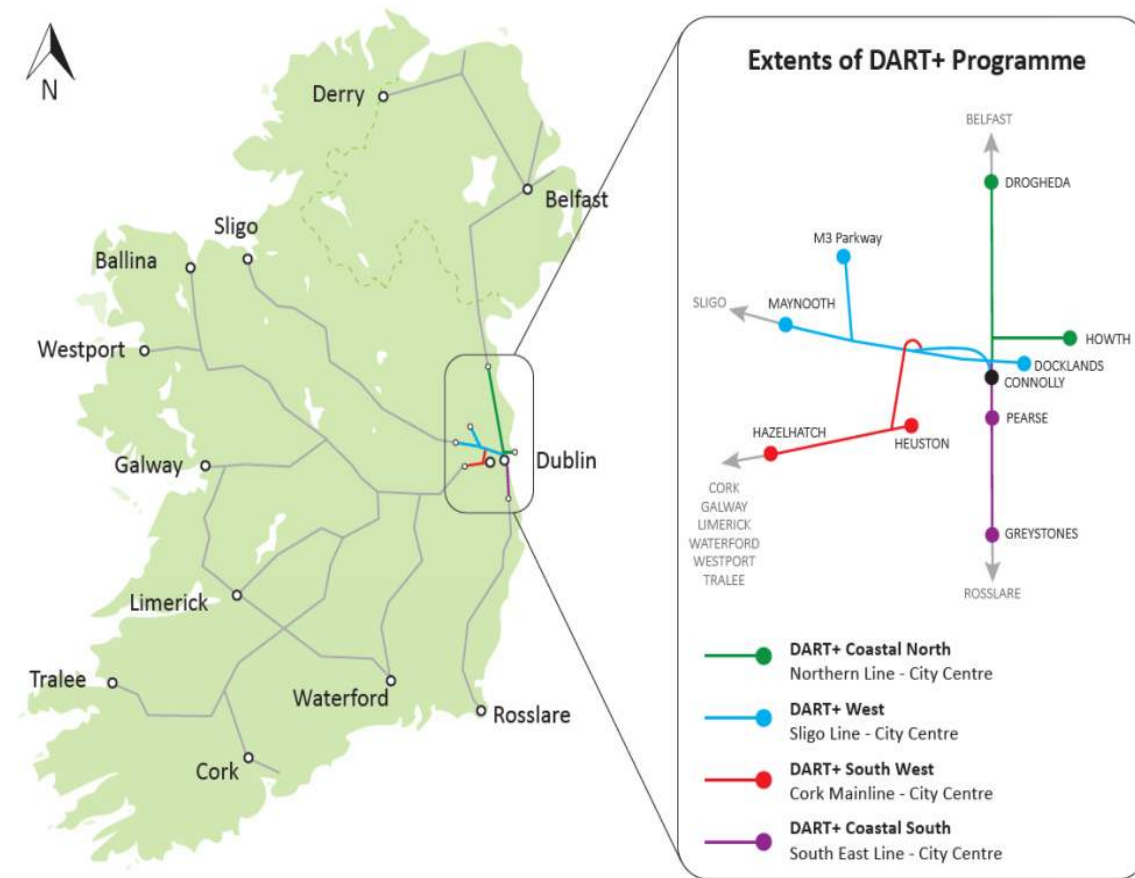 N
Derry
Belfast
Sligo
Ballina
Westport
Galway
Dublin
Limerick
Tralee
Waterford
Rosslare
Cork
Extents of DART+ Programme
BELFAST
DROGHEDA
M3 Parkway
SLIGO
MAYNOOTH
HOWTH
DOCKLANDS
CONNOLLY
PEARSE
HAZELHATCH
HEUSTON
CORK
GALWAY
LIMERICK
WATERFORD
WESTPORT
TRALEE
GREYSTONES
ROSSLARE
DART+ Coastal North
Northern Line - City Centre
DART+ West
Sligo Line - City Centre
DART+ South West
Cork Mainline - City Centre
DART+ Coastal South
South East Line - City Centre